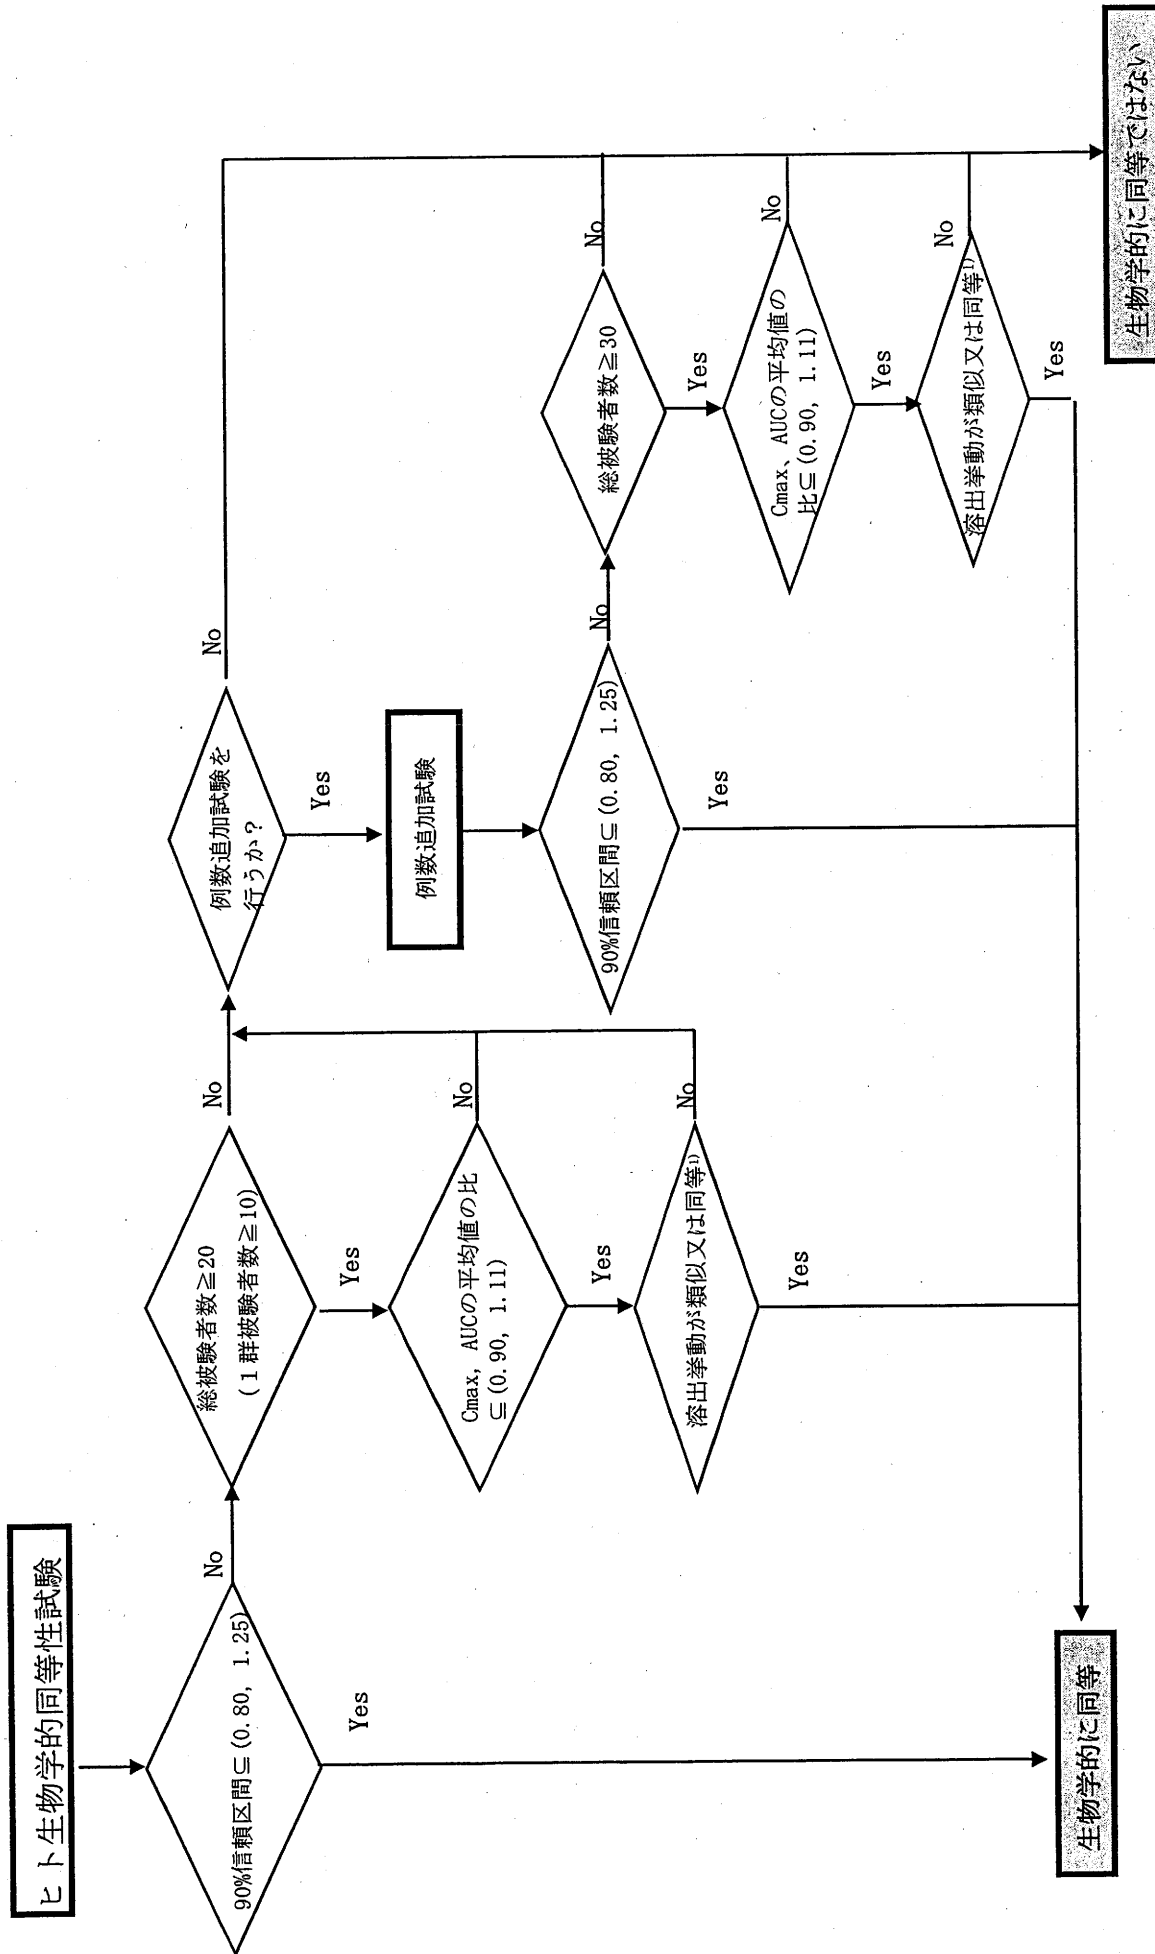 ヒト生物学的同等性試験
90%信頼区間⊆(0.80, 1.25)
No
Yes
総被験者数≧20
(1群被験者数≧10)
No
Yes
Cmax, AUCの平均値の比
⊆(0.90, 1.11)
No
Yes
溶出挙動が類似又は同等1)
No
Yes
例数追加試験を
行うか?
No
Yes
例数追加試験
90%信頼区間⊆(0.80, 1.25)
No
Yes
総被験者数≧30
No
Yes
Cmax、AUCの平均値の
比⊆(0.90, 1.11)
No
Yes
溶出挙動が類似又は同等1)
No
Yes
生物学的に同等
生物学的に同等ではない